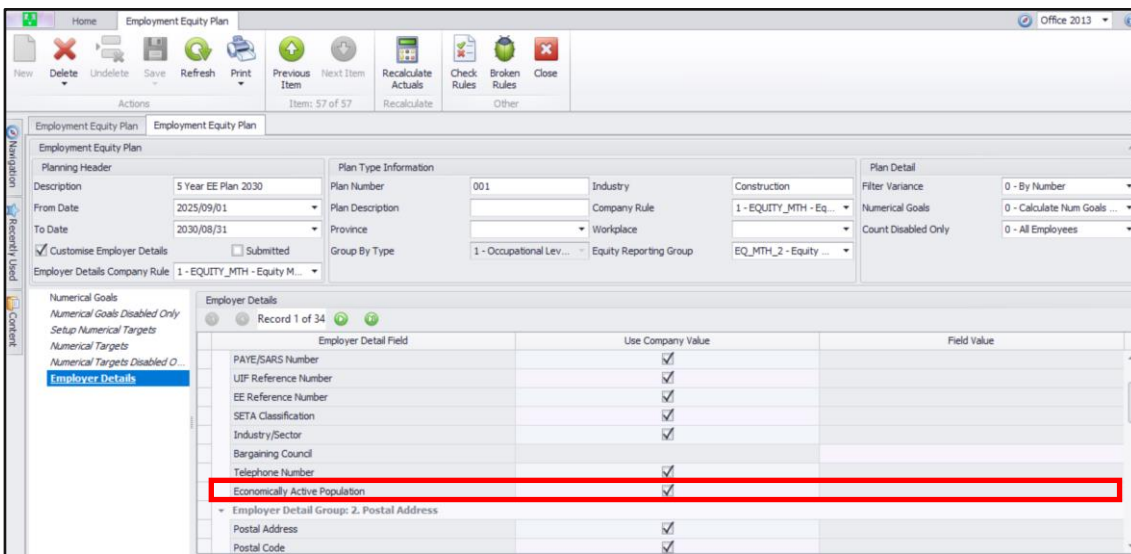 Home Employment Equity Plan Office 2013
New Delete Undelete Save Refresh Print Previous Item Next Item Recalculate Actuals Check Rules Broken Rules Close
Actions Item: 57 of 57 Recalculate Other
Navigation
Recently Used
Content
Employment Equity Plan Employment Equity Plan
Employment Equity Plan
Planning Header Plan Type Information Plan Detail
Description 5 Year EE Plan 2030 Plan Number 001 Industry Construction Filter Variance 0 - By Number
From Date 2025/09/01 Plan Description Company Rule 1 - EQUITY_MTH - Eq... Numerical Goals 0 - Calculate Num Goals ...
To Date 2030/08/31 Province Workplace Count Disabled Only 0 - All Employees
Customise Employer Details Submitted Group By Type 1 - Occupational Lev... Equity Reporting Group EQ_MTH_2 - Equity ...
Employer Details Company Rule 1 - EQUITY_MTH - Equity M...
Numerical Goals
Numerical Goals Disabled Only
Setup Numerical Targets
Numerical Targets
Numerical Targets Disabled O...
Employer Details
Employer Details
Record 1 of 34
Employer Detail Field Use Company Value Field Value
PAYE/SARS Number
UIF Reference Number
EE Reference Number
SETA Classification
Industry/Sector
Bargaining Council
Telephone Number
Economically Active Population
Employer Detail Group: 2. Postal Address
Postal Address
Postal Code